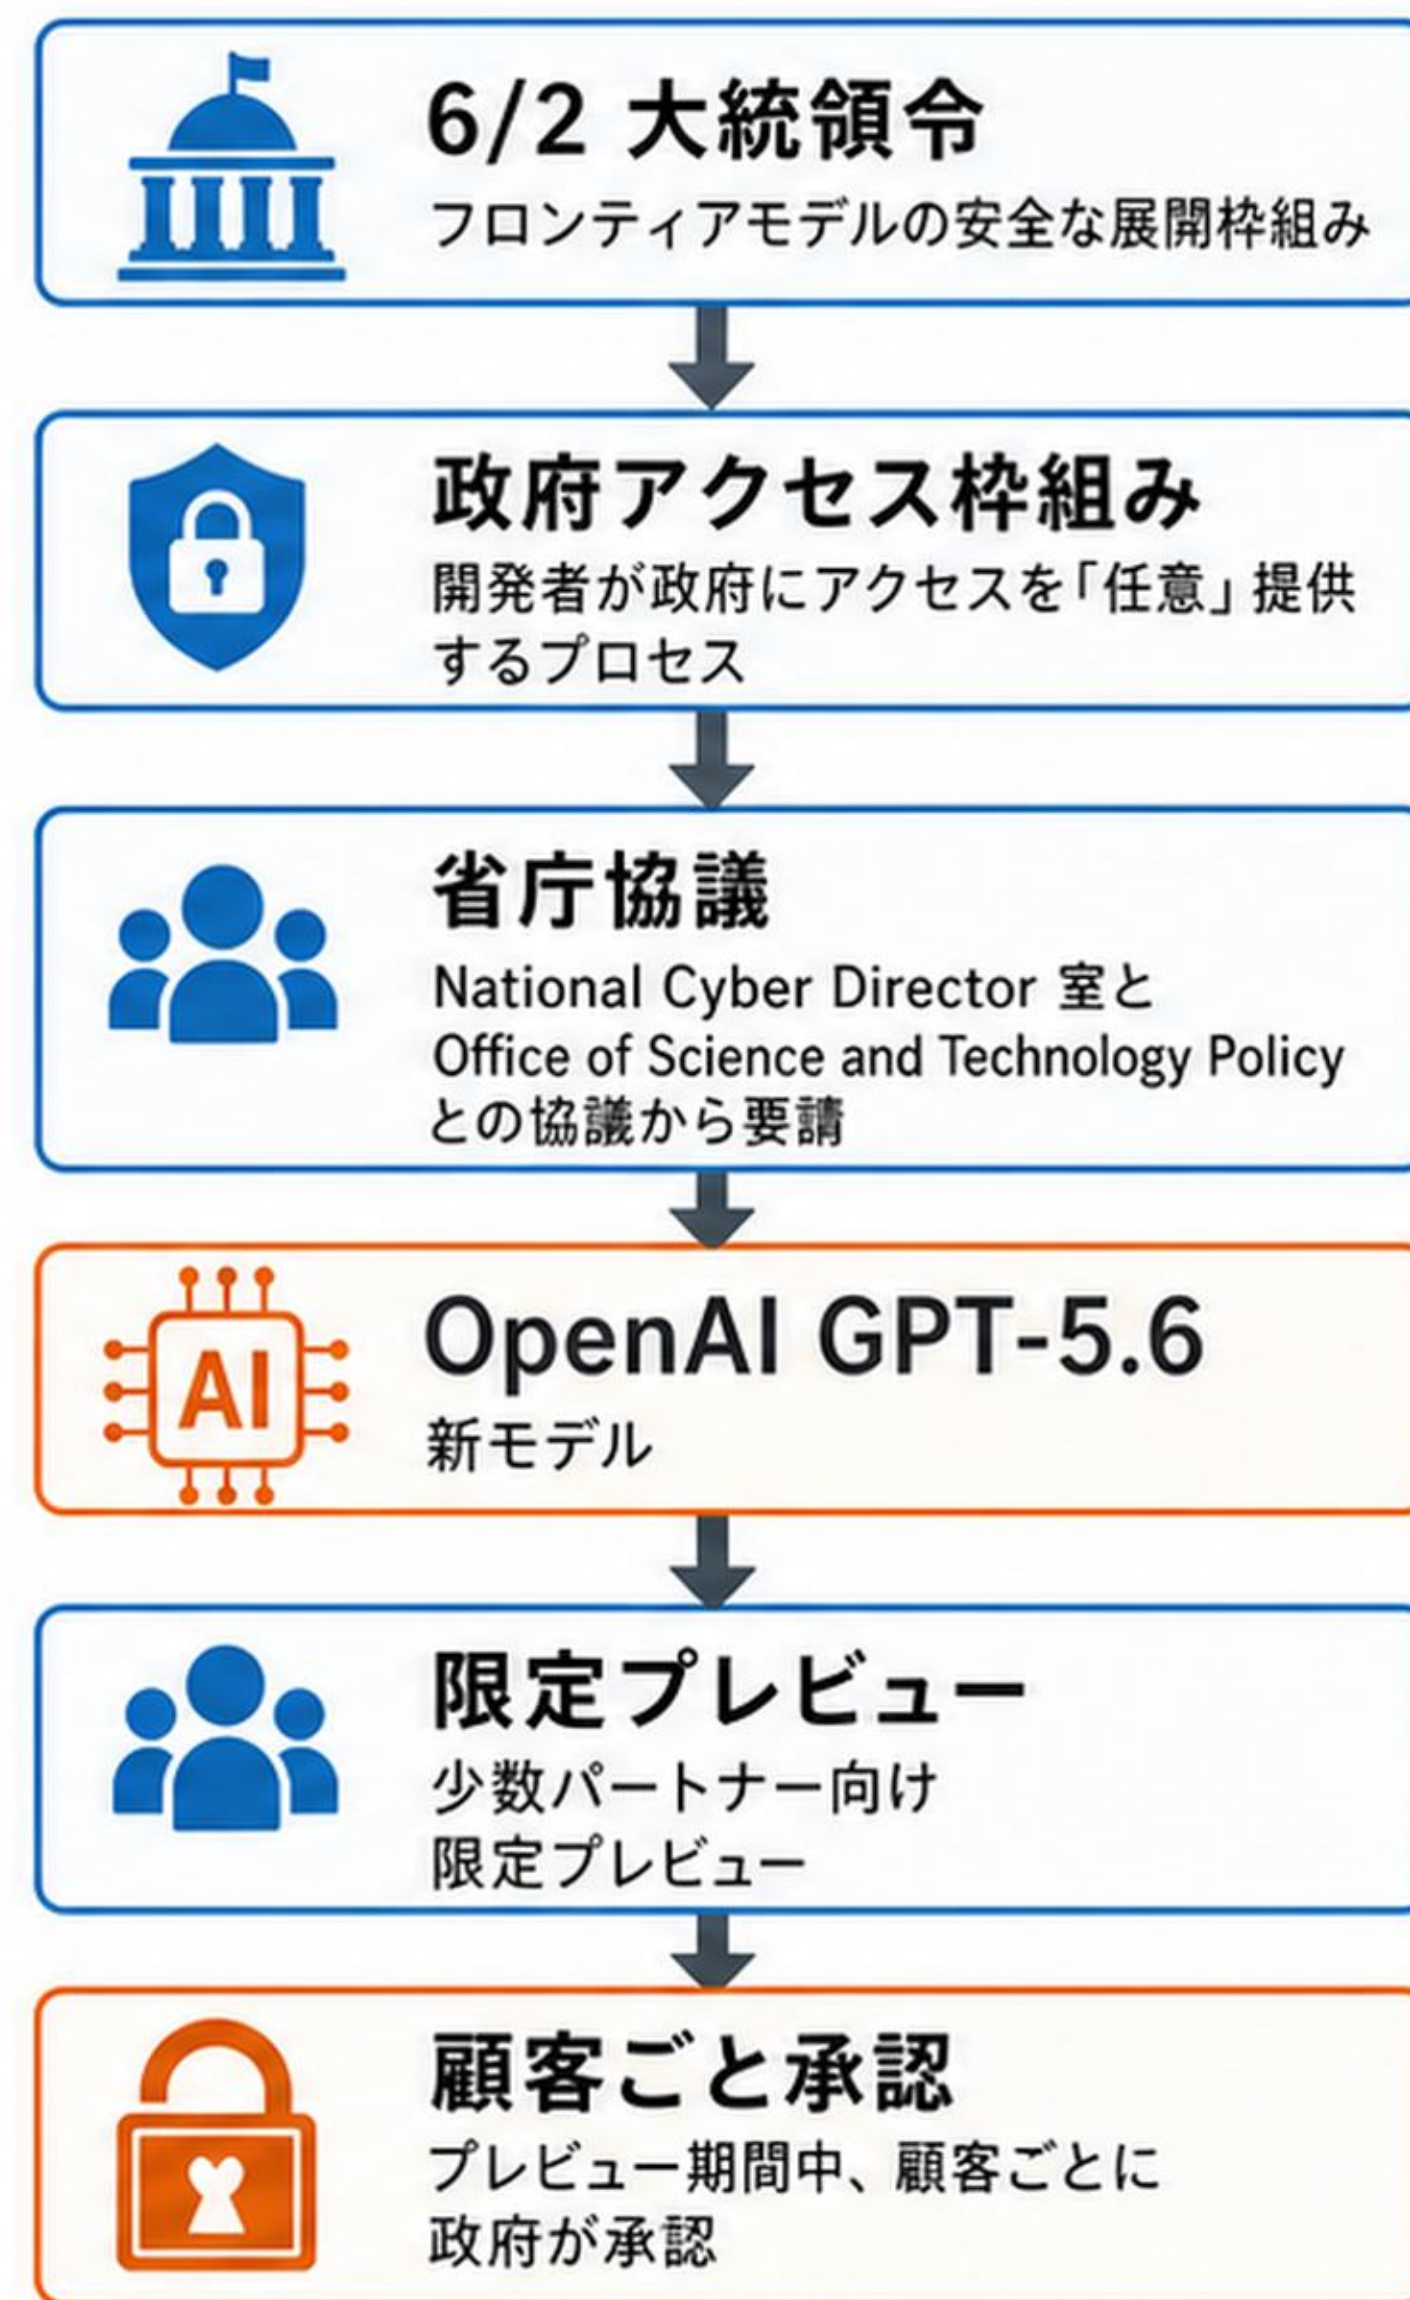 6/2 大統領令
フロンティアモデルの安全な展開枠組み
政府アクセス枠組み
開発者が政府にアクセスを「任意」提供
するプロセス
省庁協議
National Cyber Director 室と
Office of Science and Technology Policy
との協議から要請
AI
OpenAI GPT-5.6
新モデル
限定プレビュー
少数パートナー向け
限定プレビュー
顧客ごと承認
プレビュー期間中、顧客ごとに
政府が承認